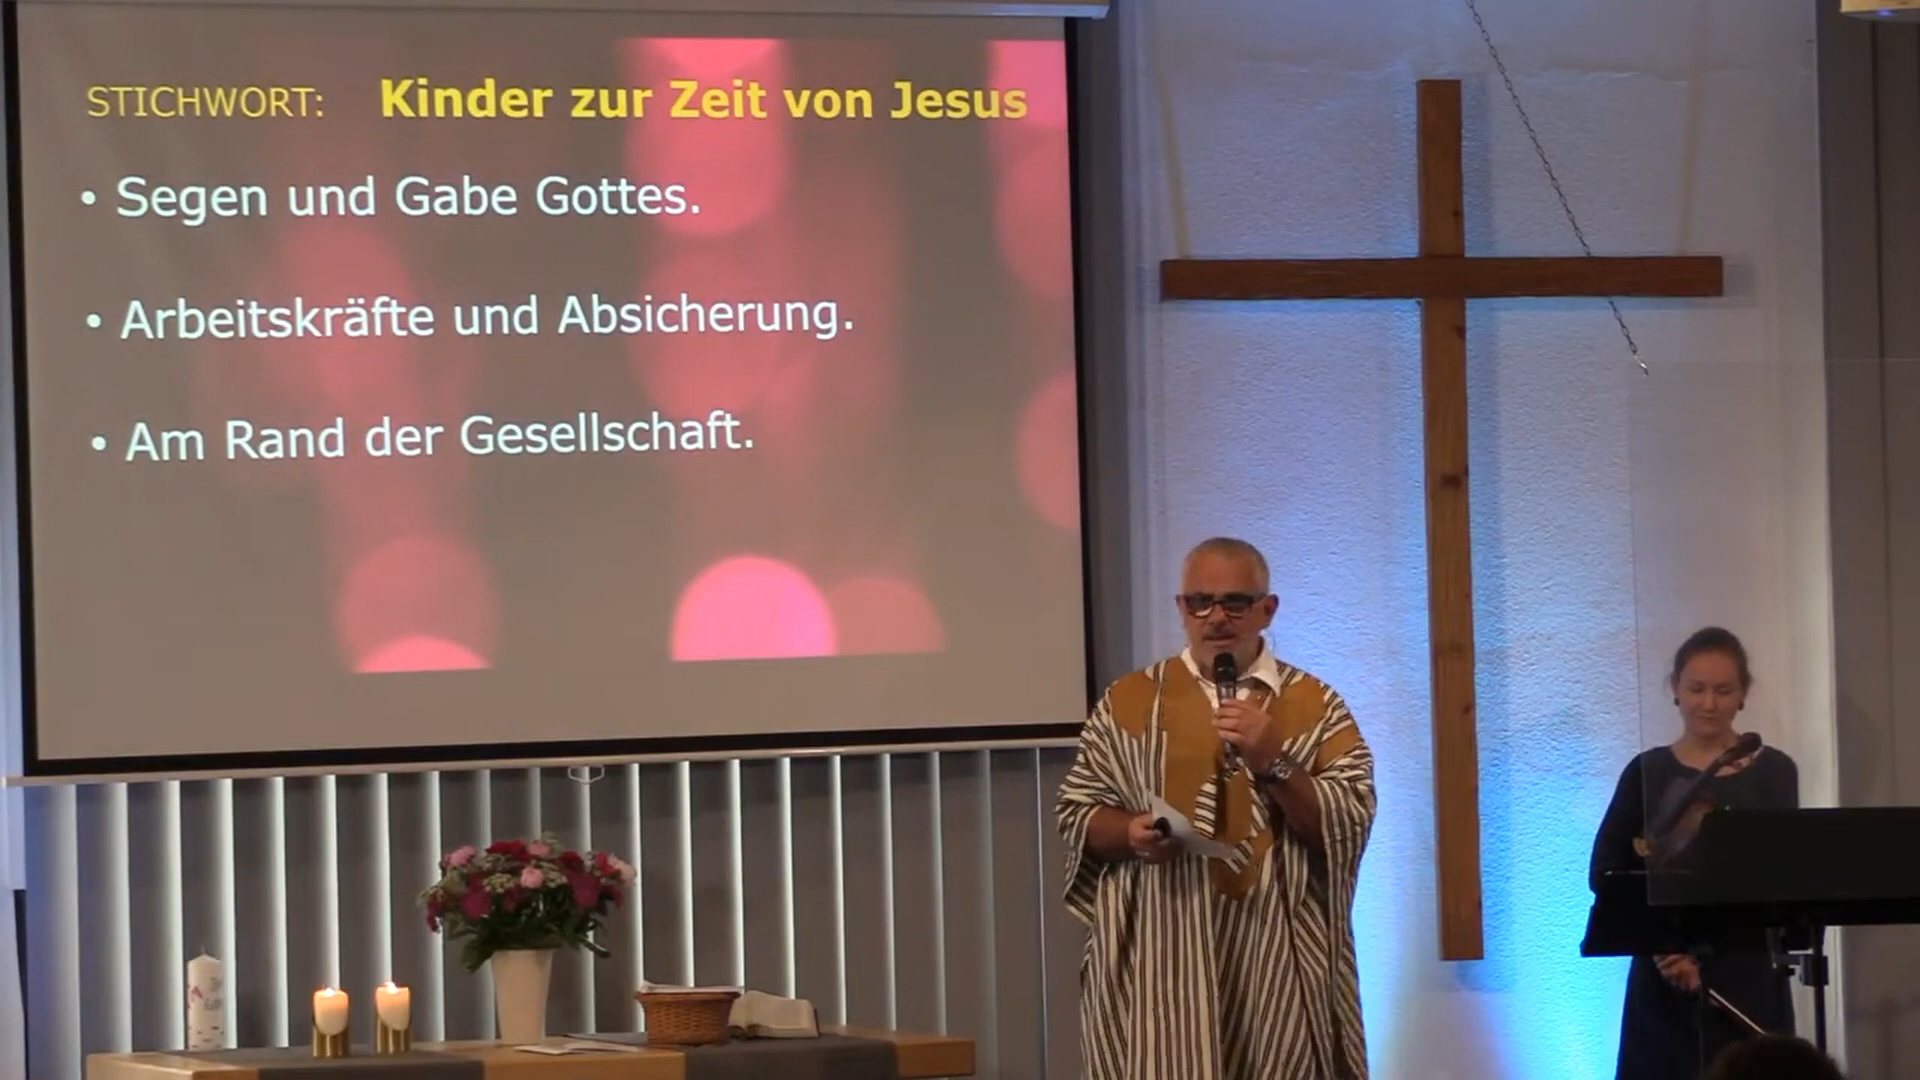 STICHWORT: Kinder zur Zeit von Jesus
• Segen und Gabe Gottes.
• Arbeitskräfte und Absicherung.
• Am Rand der Gesellschaft.